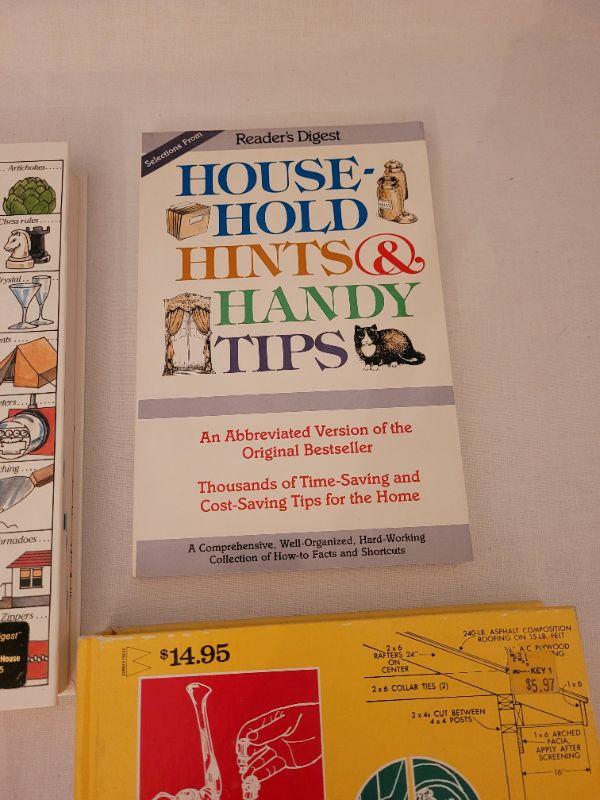 Artichokes....
Chess rules....
Crystal....
Selections From
Reader's Digest
HOUSE-
HOLD
HINTS &
HANDY
TIPS
An Abbreviated Version of the
Original Bestseller
Thousands of Time-Saving and
Cost-Saving Tips for the Home
A Comprehensive, Well-Organized, Hard-Working
Collection of How-to Facts and Shortcuts
Zippers....
House
$14.95
240-LB. ASPHALT COMPOSITION
ROOFING ON 15 LB. FELT
A C PLYWOOD
2 x 6
RAFTERS 24"
ON
CENTER
KEY 1
$5.97
1x6
2 x 6 COLLAR TIES (2)
2 x 4s CUT BETWEEN
4 x 4 POSTS
1 x 6 ARCHED
FACIA,
APPLY AFTER
SCREENING
16"